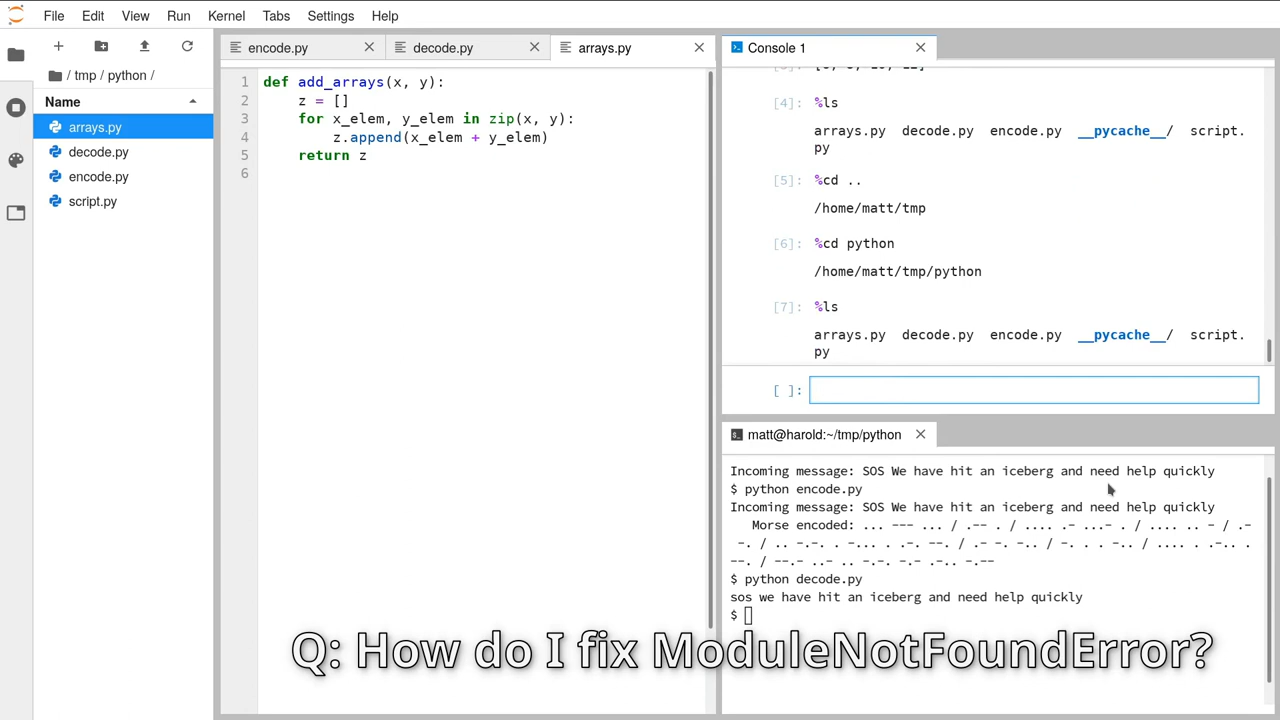 File Edit View Run Kernel Tabs Settings Help
/ tmp / python /
Name
arrays.py
decode.py
encode.py
script.py
encode.py
decode.py
arrays.py
1 def add_arrays(x, y):
2     z = []
3     for x_elem, y_elem in zip(x, y):
4         z.append(x_elem + y_elem)
5     return z
6
Console 1
[4]: %ls
arrays.py  decode.py  encode.py  __pycache__/  script.
py
[5]: %cd ..
/home/matt/tmp
[6]: %cd python
/home/matt/tmp/python
[7]: %ls
arrays.py  decode.py  encode.py  __pycache__/  script.
py
[ ]:
matt@harold:~/tmp/python
Incoming message: SOS We have hit an iceberg and need help quickly
$ python encode.py
Incoming message: SOS We have hit an iceberg and need help quickly
Morse encoded: ... --- ... / .-- . / .... .- ...- . / .... .. - / .-
-. / .. -.-. . -... . .-. --. / .- -. -.. / -. . . -.. / .... . .-.. .
--. / --.- ..- .. -.-. -.- .-.. -.--
$ python decode.py
sos we have hit an iceberg and need help quickly
$
Q: How do I fix ModuleNotFoundError?